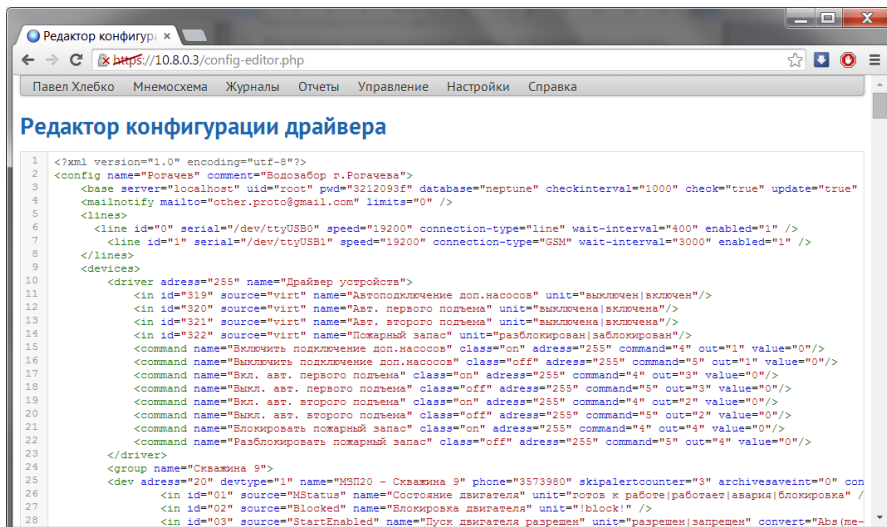 Редактор конфигура
https://10.8.0.3/config-editor.php
Павел Хлебко Мнемосхема Журналы Отчеты Управление Настройки Справка
Редактор конфигурации драйвера
1 <?xml version="1.0" encoding="utf-8"?>
2 <config name="Рогачев" comment="Водозабор г.Рогачева">
3 <base server="localhost" uid="root" pwd="3212093f" database="neptune" checkinterval="1000" check="true" update="true"
4 <mailnotify mailto="other.proto@gmail.com" limits="0" />
5 <lines>
6 <line id="0" serial="/dev/ttyUSB0" speed="19200" connection-type="line" wait-interval="400" enabled="1" />
7 <line id="1" serial="/dev/ttyUSB1" speed="19200" connection-type="GSM" wait-interval="3000" enabled="1" />
8 </lines>
9 <devices>
10 <driver adress="255" name="Драйвер устройств">
11 <in id="319" source="virt" name="Автоподключение доп.насосов" unit="выключен|включен"/>
12 <in id="320" source="virt" name="Авт. первого подъема" unit="выключена|включена"/>
13 <in id="321" source="virt" name="Авт. второго подъема" unit="выключена|включена"/>
14 <in id="322" source="virt" name="Пожарный запас" unit="разблокирован|заблокирован"/>
15 <command name="Включить подключение доп.насосов" class="on" adress="255" command="4" out="1" value="0"/>
16 <command name="Выключить подключение доп.насосов" class="off" adress="255" command="5" out="1" value="0"/>
17 <command name="Вкл. авт. первого подъема" class="on" adress="255" command="4" out="3" value="0"/>
18 <command name="Выкл. авт. первого подъема" class="off" adress="255" command="5" out="3" value="0"/>
19 <command name="Вкл. авт. второго подъема" class="on" adress="255" command="4" out="2" value="0"/>
20 <command name="Выкл. авт. второго подъема" class="off" adress="255" command="5" out="2" value="0"/>
21 <command name="Блокировать пожарный запас" class="on" adress="255" command="4" out="4" value="0"/>
22 <command name="Разблокировать пожарный запас" class="off" adress="255" command="5" out="4" value="0"/>
23 </driver>
24 <group name="Скважина 9">
25 <dev adress="20" devtype="1" name="МЭП20 - Скважина 9" phone="3573980" skipalertcounter="3" archivesaveint="0" con
26 <in id="01" source="MStatus" name="Состояние двигателя" unit="готов к работе|работает|авария|блокировка" /
27 <in id="02" source="Blocked" name="Блокировка двигателя" unit="!block!" />
28 <in id="03" source="StartEnabled" name="Пуск двигателя разрешен" unit="разрешен|запрещен" convert="Abs(me-